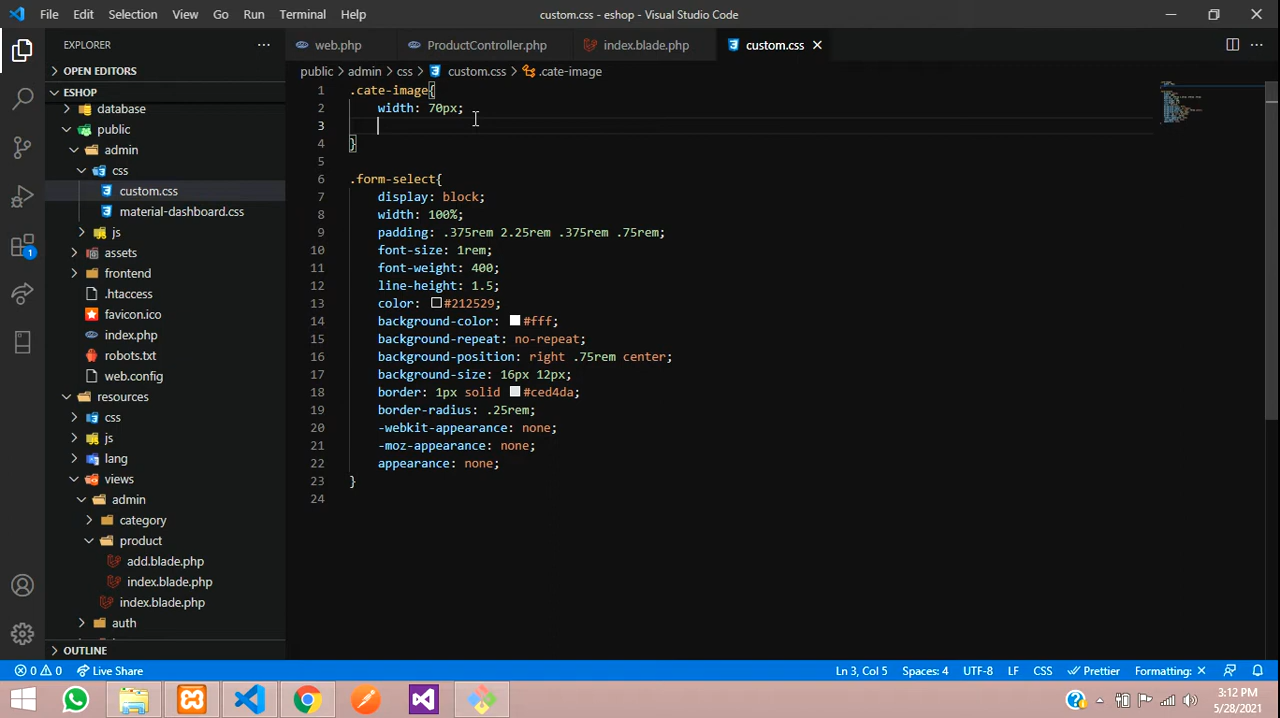 File Edit Selection View Go Run Terminal Help custom.css - eshop - Visual Studio Code
EXPLORER ···
web.php ProductController.php index.blade.php custom.css
OPEN EDITORS
public > admin > css > custom.css > .cate-image
ESHOP
database
public
admin
css
custom.css
material-dashboard.css
js
assets
frontend
.htaccess
favicon.ico
index.php
robots.txt
web.config
resources
css
js
lang
views
admin
category
product
add.blade.php
index.blade.php
index.blade.php
auth
OUTLINE
1 .cate-image{
2 width: 70px;
3
4 }
5
6 .form-select{
7 display: block;
8 width: 100%;
9 padding: .375rem 2.25rem .375rem .75rem;
10 font-size: 1rem;
11 font-weight: 400;
12 line-height: 1.5;
13 color: #212529;
14 background-color: #fff;
15 background-repeat: no-repeat;
16 background-position: right .75rem center;
17 background-size: 16px 12px;
18 border: 1px solid #ced4da;
19 border-radius: .25rem;
20 -webkit-appearance: none;
21 -moz-appearance: none;
22 appearance: none;
23 }
24
1
0 0 Live Share Ln 3, Col 5 Spaces: 4 UTF-8 LF CSS Prettier Formatting: ×
3:12 PM
5/28/2021